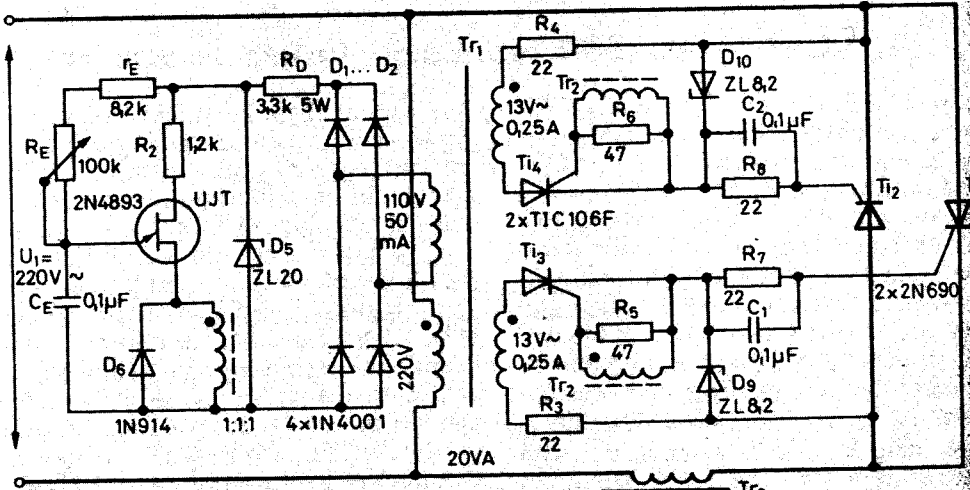 rE
8,2k
RE
100k
R2
1,2k
2N4893
UJT
U1=
220V ~
CE
0,1μF
D6
1N914
1:1:1
D5
ZL20
RD
3,3k 5W
D1...D2
4x1N4001
110V
50
mA
220V
20VA
Tr1
R4
22
Tr2
13V~
0,25A
R6
47
Ti4
2xTIC106F
D10
ZL8,2
C2
0,1μF
R8
22
Ti2
Ti3
R7
22
2x2N690
13V~
0,25A
R5
47
Tr2
C1
0,1μF
D9
ZL8,2
R3
22